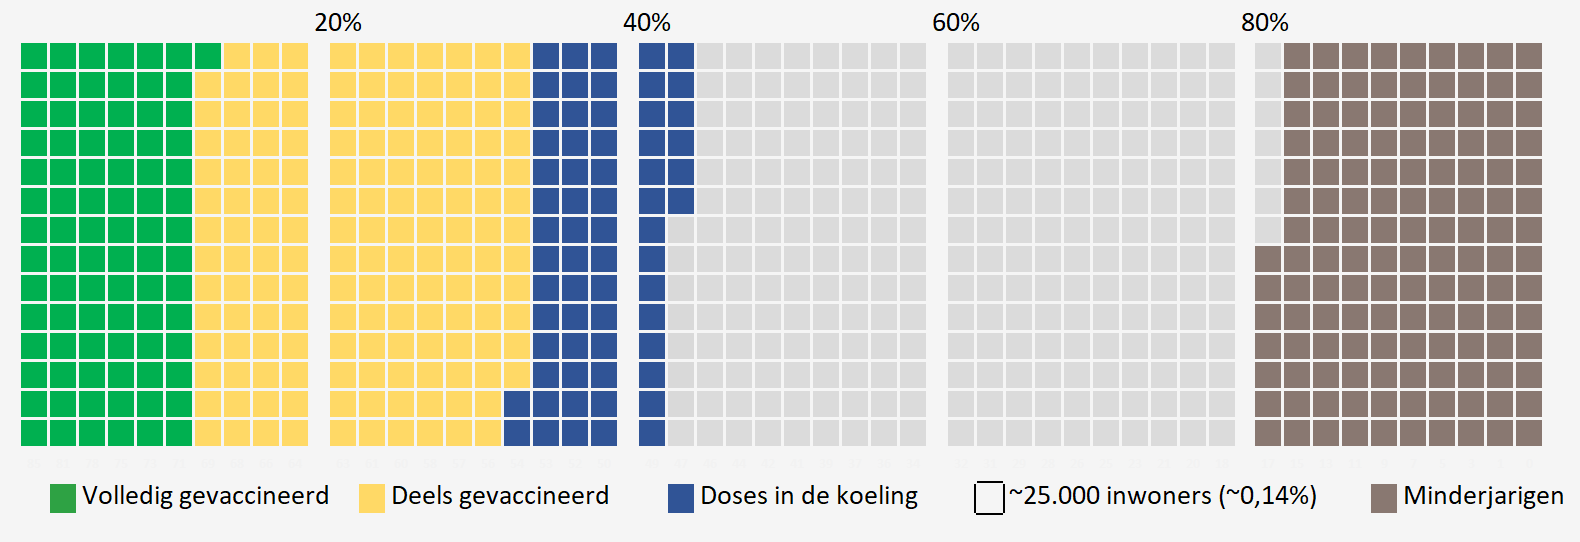 20%
40%
60%
80%
Volledig gevaccineerd
Deels gevaccineerd
Doses in de koeling
~25.000 inwoners (~0,14%)
Minderjarigen